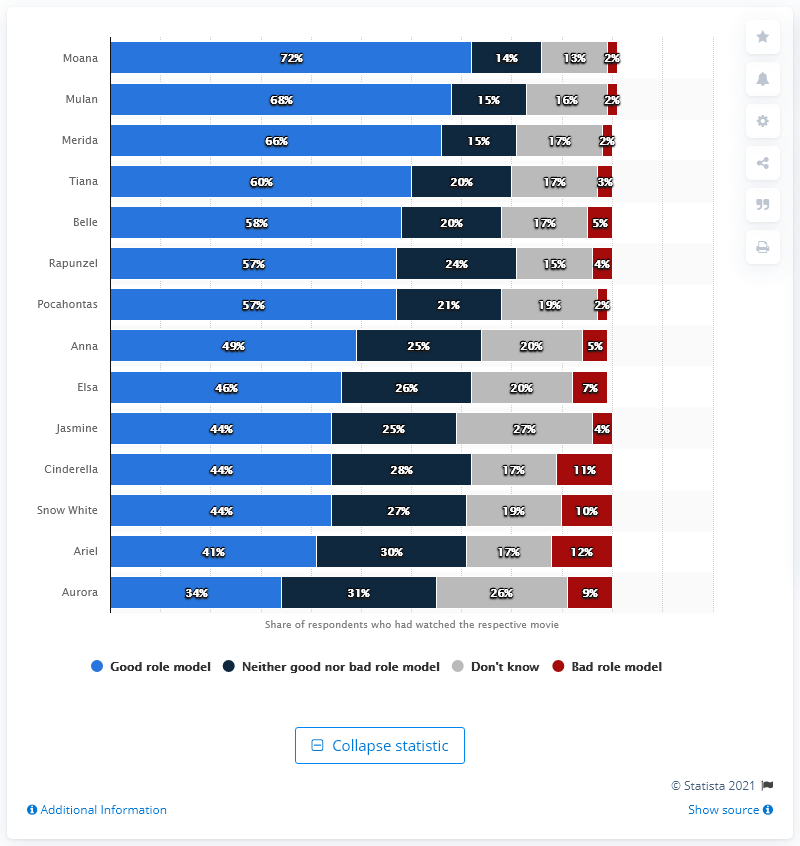 Moana 72% 14% 13% 2%
Mulan 68% 15% 16% 2%
Merida 66% 15% 17% 2%
Tiana 60% 20% 17% 3%
Belle 58% 20% 17% 5%
Rapunzel 57% 24% 15% 4%
Pocahontas 57% 21% 19% 2%
Anna 49% 25% 20% 5%
Elsa 46% 26% 20% 7%
Jasmine 44% 25% 27% 4%
Cinderella 44% 28% 17% 11%
Snow White 44% 27% 19% 10%
Ariel 41% 30% 17% 12%
Aurora 34% 31% 26% 9%
Share of respondents who had watched the respective movie
Good role model Neither good nor bad role model Don't know Bad role model
Collapse statistic
© Statista 2021
Additional Information Show source